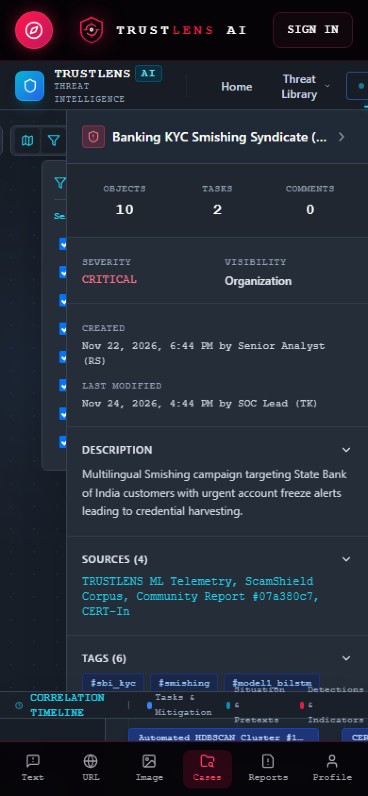 TRUSTLENS AI
SIGN IN
TRUSTLENS AI
THREAT
INTELLIGENCE
Home
Threat
Library
Banking KYC Smishing Syndicate (...
OBJECTS
TASKS
COMMENTS
10
2
0
SEVERITY
VISIBILITY
CRITICAL
Organization
CREATED
Nov 22, 2026, 6:44 PM by Senior Analyst
(RS)
LAST MODIFIED
Nov 24, 2026, 4:44 PM by SOC Lead (TK)
DESCRIPTION
Multilingual Smishing campaign targeting State Bank
of India customers with urgent account freeze alerts
leading to credential harvesting.
SOURCES (4)
TRUSTLENS ML Telemetry, ScamShield
Corpus, Community Report #07a380c7,
CERT-In
TAGS (6)
#sbi_kyc
#smishing
#model1_bilstm
CORRELATION
TIMELINE
Tasks &
Mitigation
Situation
&
Pretexts
Detections
&
Indicators
Automated HDBSCAN Cluster #1…
CER
Text
URL
Image
Cases
Reports
Profile